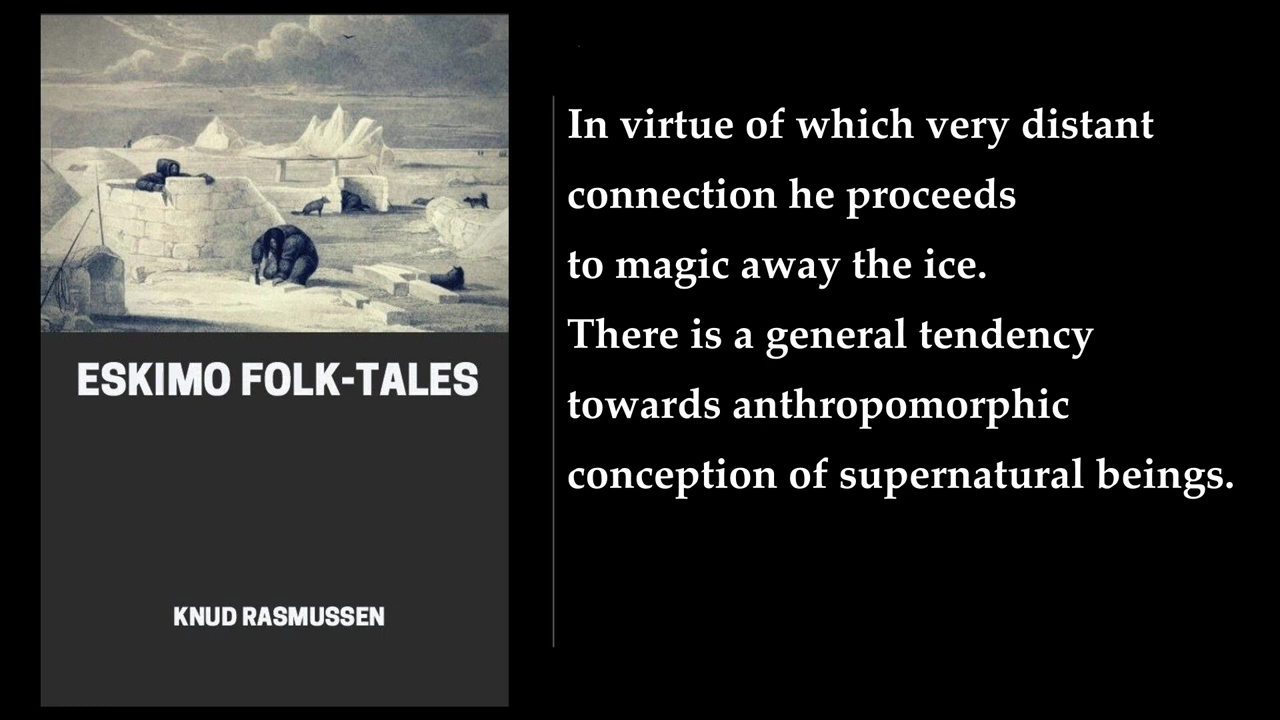 ESKIMO FOLK-TALES
KNUD RASMUSSEN
In virtue of which very distant
connection he proceeds
to magic away the ice.
There is a general tendency
towards anthropomorphic
conception of supernatural beings.